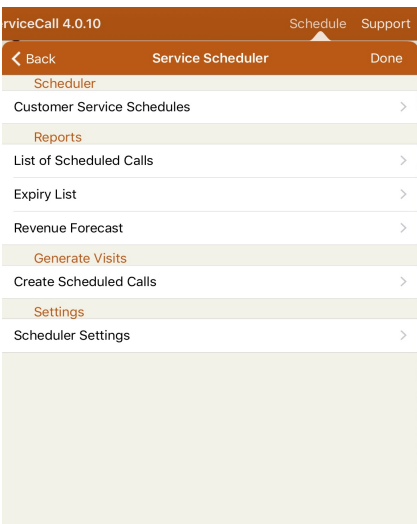 rviceCall 4.0.10 Schedule Support
Back Service Scheduler Done
Scheduler
Customer Service Schedules
Reports
List of Scheduled Calls
Expiry List
Revenue Forecast
Generate Visits
Create Scheduled Calls
Settings
Scheduler Settings